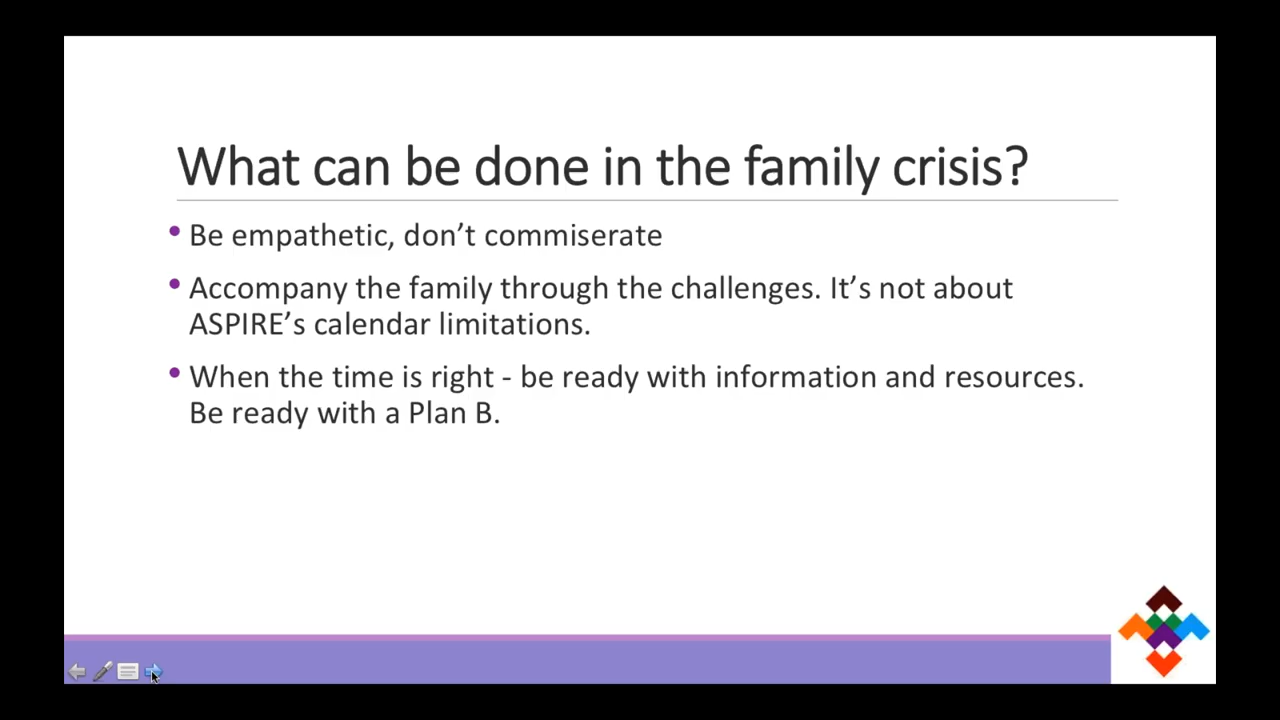 What can be done in the family crisis?
• Be empathetic, don’t commiserate
• Accompany the family through the challenges. It’s not about
ASPIRE’s calendar limitations.
• When the time is right - be ready with information and resources.
Be ready with a Plan B.